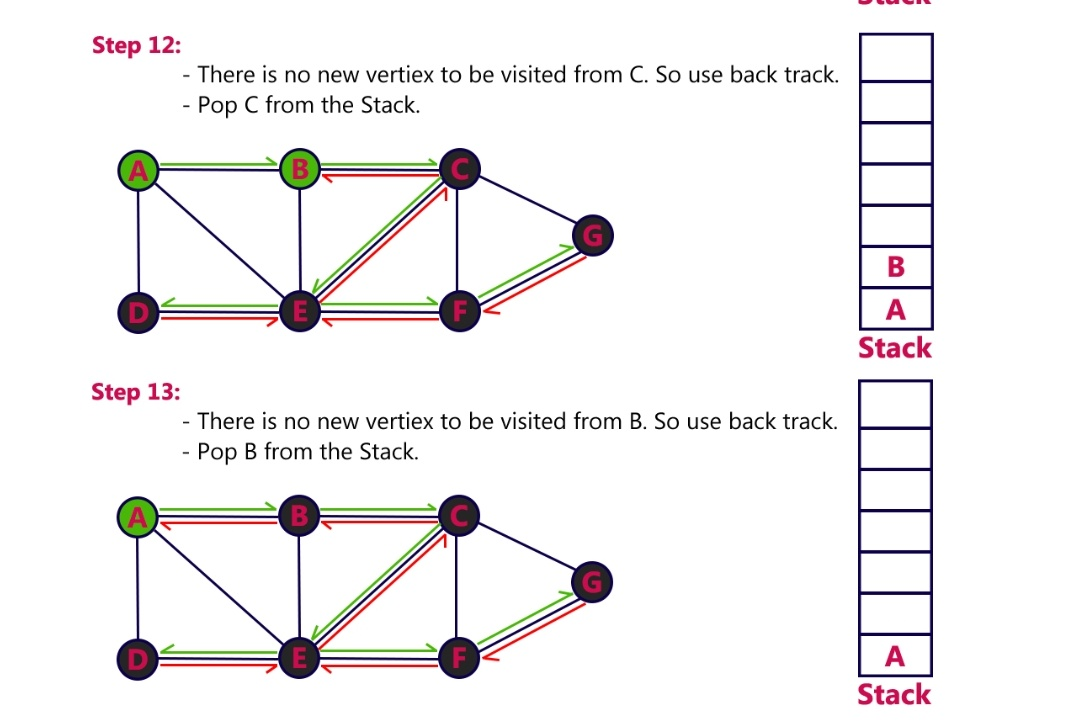 Stack
Step 12:
- There is no new vertiex to be visited from C. So use back track.
- Pop C from the Stack.
A
B
C
G
D
E
F
B
A
Stack
Step 13:
- There is no new vertiex to be visited from B. So use back track.
- Pop B from the Stack.
A
B
C
G
D
E
F
A
Stack